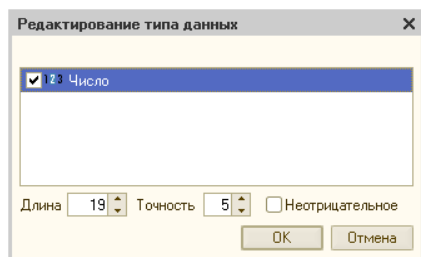 Редактирование типа данных
123 Число
Длина 19 Точность 5 Неотрицательное
OK Отмена